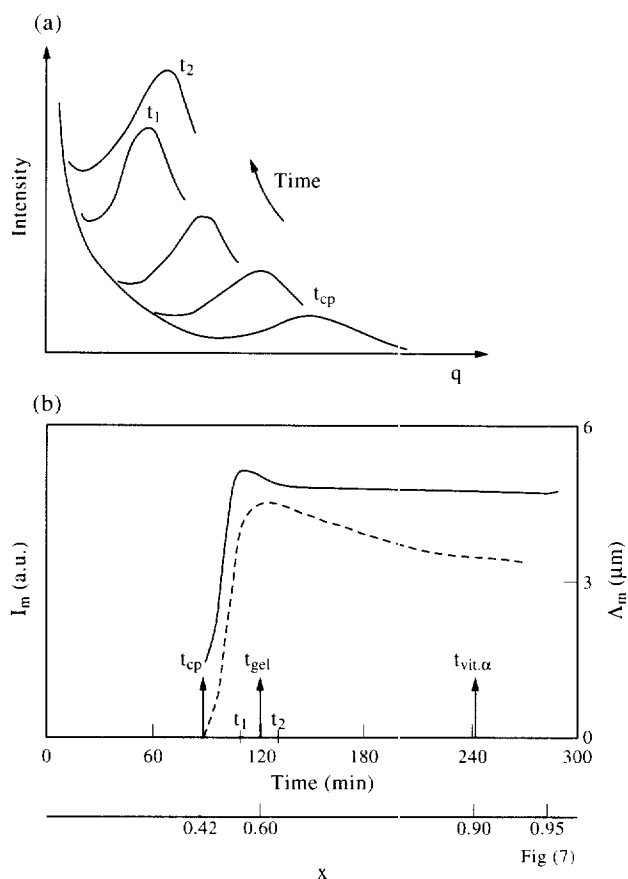 (a)
Intensity
t2
t1
Time
tcp
q
(b)
6
3
0
Im (a.u.)
Λm (μm)
tcp
tgel
tvit.α
t1
t2
0 60 120 180 240 300
Time (min)
0.42 0.60 0.90 0.95
Fig (7)
x